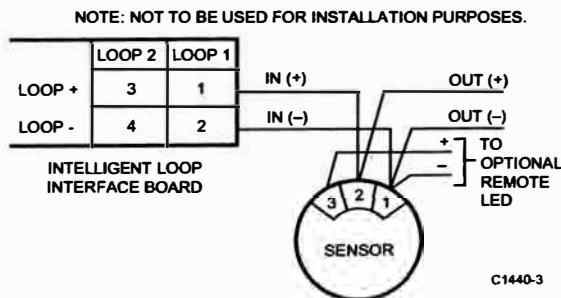 NOTE: NOT TO BE USED FOR INSTALLATION PURPOSES.
LOOP 2 LOOP 1
LOOP + 3 1
LOOP - 4 2
INTELLIGENT LOOP
INTERFACE BOARD
IN (+)
IN (–)
OUT (+)
OUT (–)
+
–
TO
OPTIONAL
REMOTE
LED
3 2 1
SENSOR
C1440-3